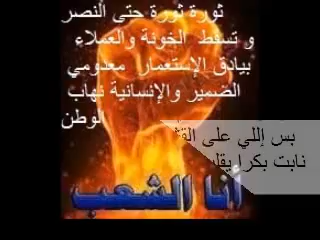 ثورة ثورة حتى النصر
و تسقط الخونة والعملاء
بيادق الإستعمار معدومي
الضمير والإنسانية نهاب
الوطن
بس إللي على
نابت بكرا
أنا الشعب